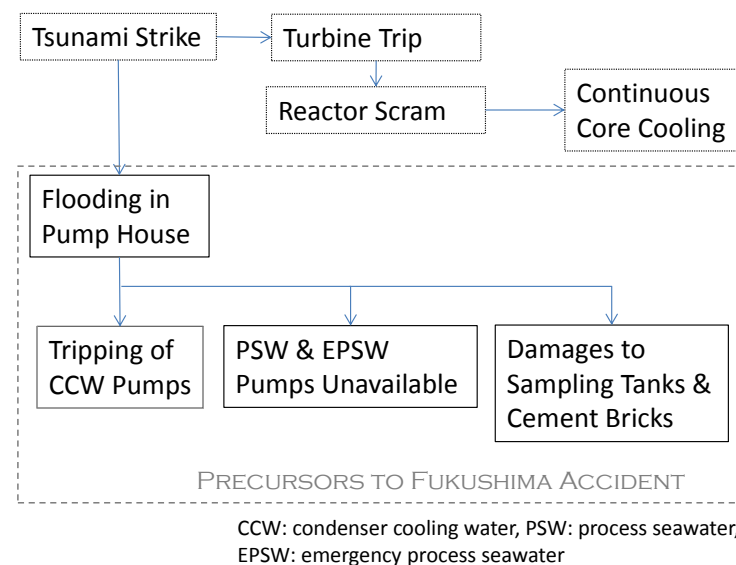 Tsunami Strike
Turbine Trip
Reactor Scram
Continuous
Core Cooling
Flooding in
Pump House
Tripping of
CCW Pumps
PSW & EPSW
Pumps Unavailable
Damages to
Sampling Tanks &
Cement Bricks
PRECURSORS TO FUKUSHIMA ACCIDENT
CCW: condenser cooling water, PSW: process seawater,
EPSW: emergency process seawater